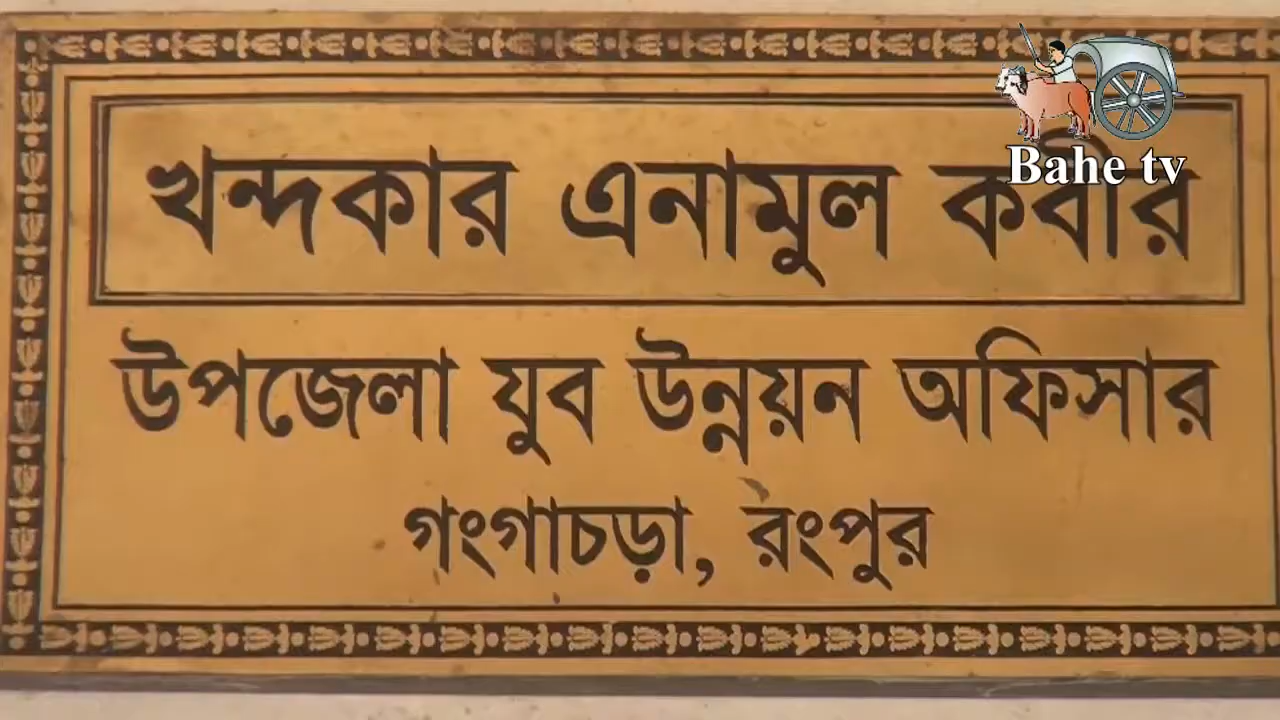 Bahe tv
খন্দকার এনামুল কবীর
উপজেলা যুব উন্নয়ন অফিসার
গংগাচড়া, রংপুর